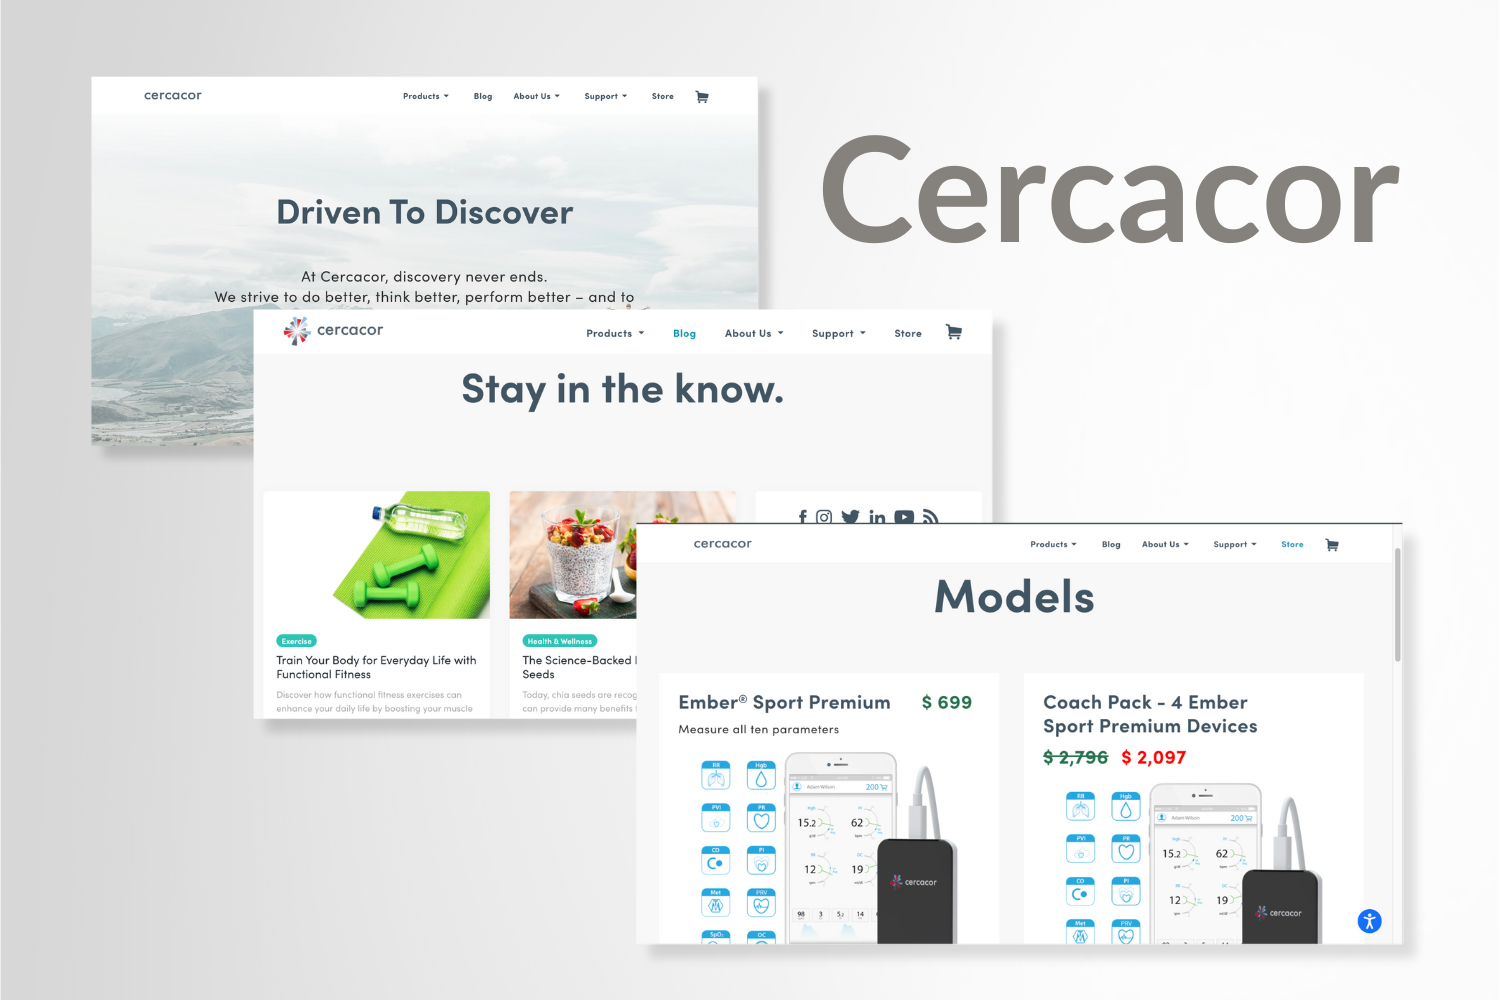 Cercacor
cercacor
Products
Blog
About Us
Support
Store
Driven To Discover
At Cercacor, discovery never ends.
We strive to do better, think better, perform better – and to
cercacor
Products
Blog
About Us
Support
Store
Stay in the know.
Exercise
Train Your Body for Everyday Life with
Functional Fitness
Discover how functional fitness exercises can
enhance your daily life by boosting your muscle
Health & Wellness
The Science-Backed
Seeds
Today, chia seeds are
can provide many benefits
cercacor
Products
Blog
About Us
Support
Store
Models
Ember® Sport Premium
$ 699
Measure all ten parameters
RR
Hgb
PVI
PR
CO
PI
Met
PRV
SpO₂
OC
Adam Wilson
200
15.2
62
12
19
98
3
5.2
14
cercacor
Coach Pack - 4 Ember
Sport Premium Devices
$ 2,796 $ 2,097
RR
Hgb
PVI
PR
CO
PI
Met
PRV
Adam Wilson
200
15.2
62
12
19
cercacor